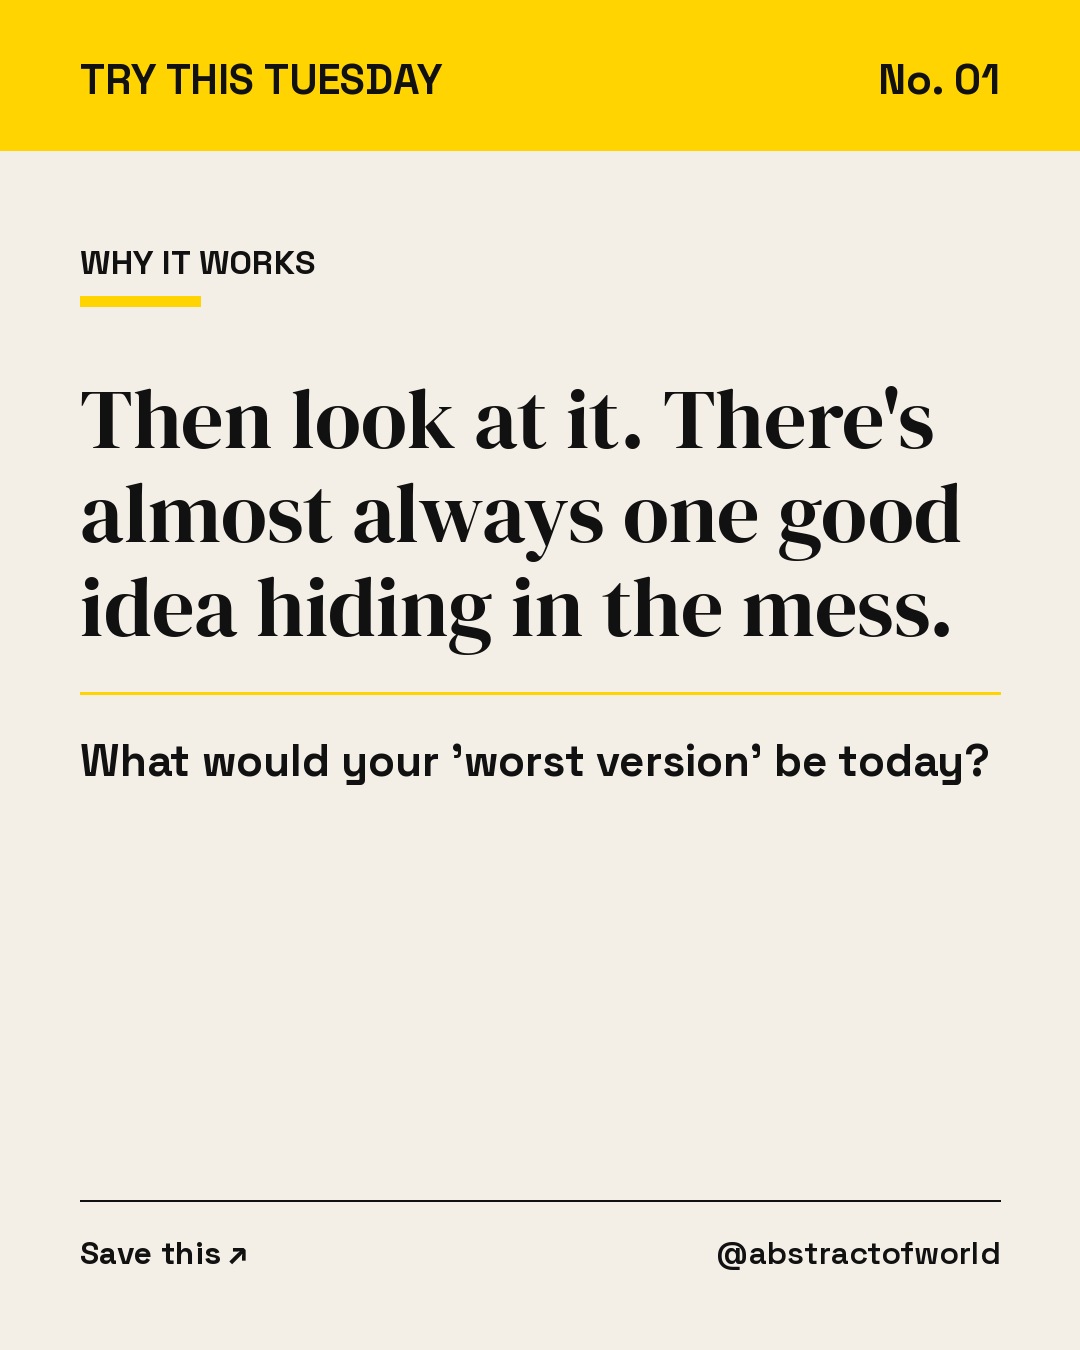 TRY THIS TUESDAY No. 01
WHY IT WORKS
Then look at it. There's
almost always one good
idea hiding in the mess.
What would your ’worst version’ be today?
Save this ↗ @abstractofworld